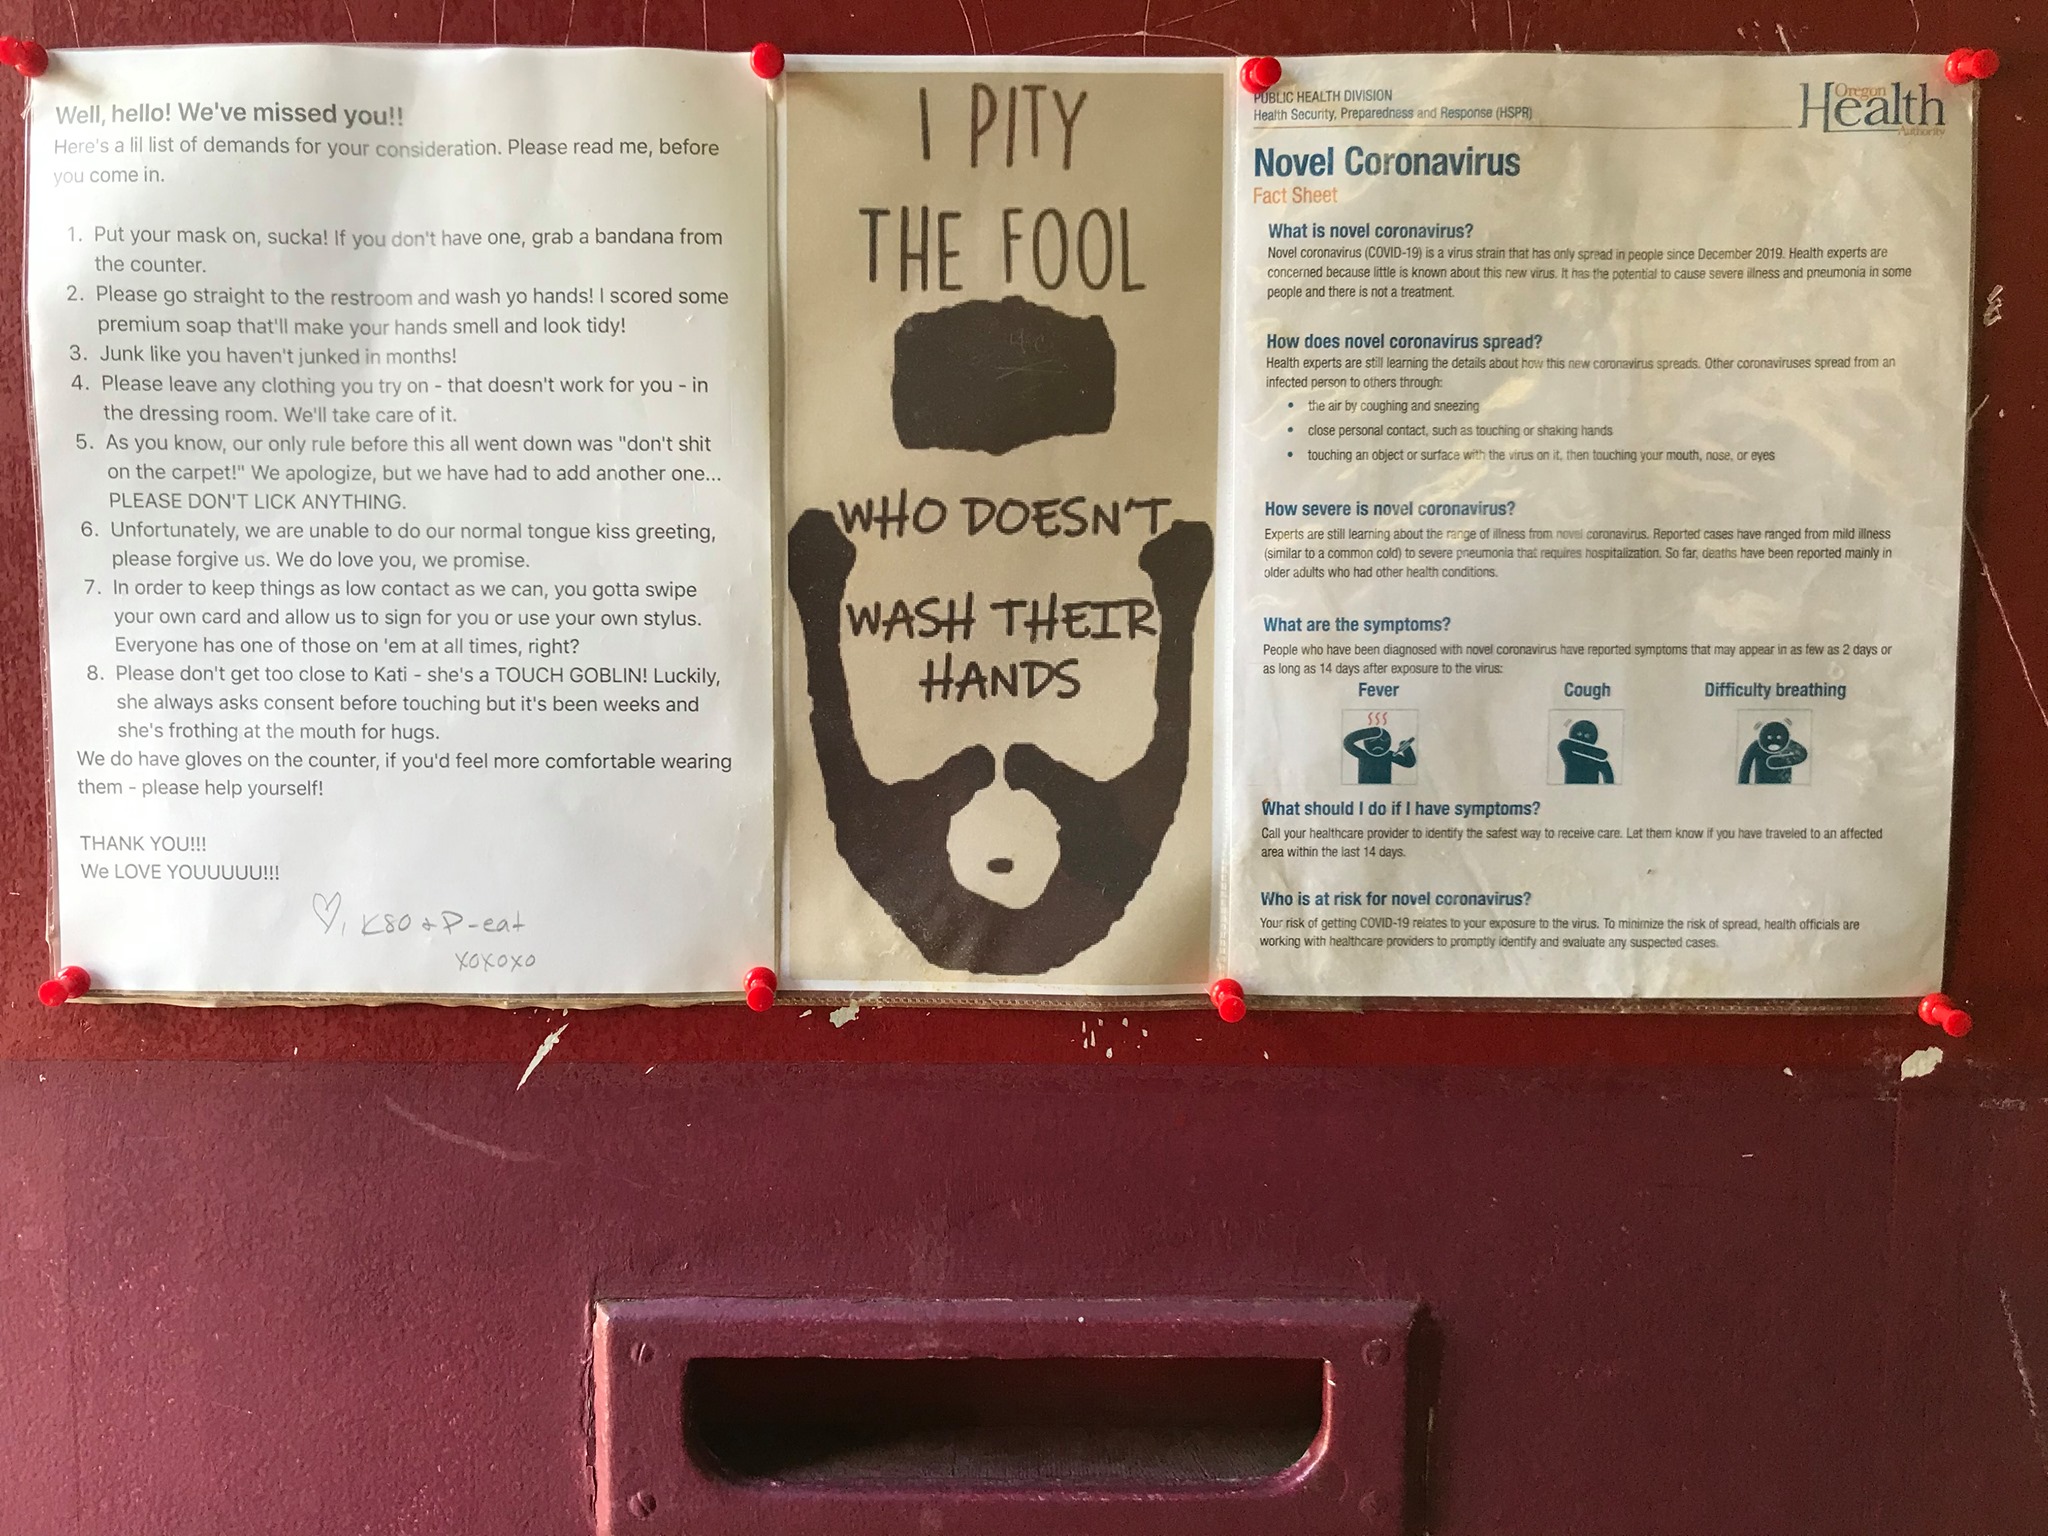 Well, hello! We've missed you!!
Here's a lil list of demands for your consideration. Please read me, before
you come in.
1. Put your mask on, sucka! If you don't have one, grab a bandana from
the counter.
2. Please go straight to the restroom and wash yo hands! I scored some
premium soap that'll make your hands smell and look tidy!
3. Junk like you haven't junked in months!
4. Please leave any clothing you try on - that doesn't work for you - in
the dressing room. We'll take care of it.
5. As you know, our only rule before this all went down was "don't shit
on the carpet!" We apologize, but we have had to add another one...
PLEASE DON'T LICK ANYTHING.
6. Unfortunately, we are unable to do our normal tongue kiss greeting,
please forgive us. We do love you, we promise.
7. In order to keep things as low contact as we can, you gotta swipe
your own card and allow us to sign for you or use your own stylus.
Everyone has one of those on 'em at all times, right?
8. Please don't get too close to Kati - she's a TOUCH GOBLIN! Luckily,
she always asks consent before touching but it's been weeks and
she's frothing at the mouth for hugs.
We do have gloves on the counter, if you'd feel more comfortable wearing
them - please help yourself!
THANK YOU!!!
We LOVE YOUUUUU!!!
♡, KSO & P-eat
XOXOXO
I PITY
THE FOOL
WHO DOESN'T
WASH THEIR
HANDS
PUBLIC HEALTH DIVISION
Health Security, Preparedness and Response (HSPR)
Oregon
Health
Authority
Novel Coronavirus
Fact Sheet
What is novel coronavirus?
Novel coronavirus (COVID-19) is a virus strain that has only spread in people since December 2019. Health experts are
concerned because little is known about this new virus. It has the potential to cause severe illness and pneumonia in some
people and there is not a treatment.
How does novel coronavirus spread?
Health experts are still learning the details about how this new coronavirus spreads. Other coronaviruses spread from an
infected person to others through:
• the air by coughing and sneezing
• close personal contact, such as touching or shaking hands
• touching an object or surface with the virus on it, then touching your mouth, nose, or eyes
How severe is novel coronavirus?
Experts are still learning about the range of illness from novel coronavirus. Reported cases have ranged from mild illness
(similar to a common cold) to severe pneumonia that requires hospitalization. So far, deaths have been reported mainly in
older adults who had other health conditions.
What are the symptoms?
People who have been diagnosed with novel coronavirus have reported symptoms that may appear in as few as 2 days or
as long as 14 days after exposure to the virus:
Fever Cough Difficulty breathing
What should I do if I have symptoms?
Call your healthcare provider to identify the safest way to receive care. Let them know if you have traveled to an affected
area within the last 14 days.
Who is at risk for novel coronavirus?
Your risk of getting COVID-19 relates to your exposure to the virus. To minimize the risk of spread, health officials are
working with healthcare providers to promptly identify and evaluate any suspected cases.